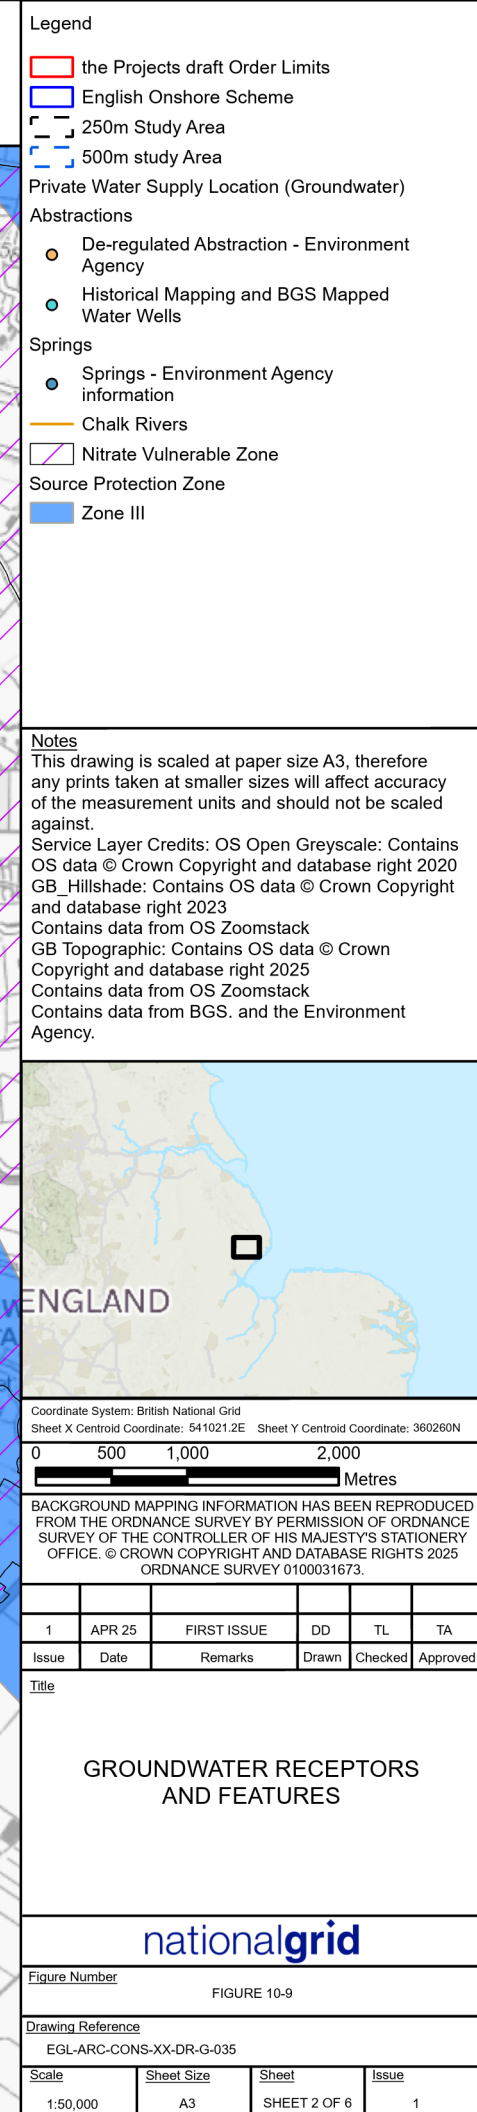 Legend
the Projects draft Order Limits
English Onshore Scheme
250m Study Area
500m study Area
Private Water Supply Location (Groundwater)
Abstractions
De-regulated Abstraction - Environment
Agency
Historical Mapping and BGS Mapped
Water Wells
Springs
Springs - Environment Agency
information
Chalk Rivers
Nitrate Vulnerable Zone
Source Protection Zone
Zone III
Notes
This drawing is scaled at paper size A3, therefore
any prints taken at smaller sizes will affect accuracy
of the measurement units and should not be scaled
against.
Service Layer Credits: OS Open Greyscale: Contains
OS data © Crown Copyright and database right 2020
GB_Hillshade: Contains OS data © Crown Copyright
and database right 2023
Contains data from OS Zoomstack
GB Topographic: Contains OS data © Crown
Copyright and database right 2025
Contains data from OS Zoomstack
Contains data from BGS. and the Environment
Agency.
ENGLAND
Coordinate System: British National Grid
Sheet X Centroid Coordinate: 541021.2E Sheet Y Centroid Coordinate: 360260N
0 500 1,000 2,000
Metres
BACKGROUND MAPPING INFORMATION HAS BEEN REPRODUCED
FROM THE ORDNANCE SURVEY BY PERMISSION OF ORDNANCE
SURVEY OF THE CONTROLLER OF HIS MAJESTY'S STATIONERY
OFFICE. © CROWN COPYRIGHT AND DATABASE RIGHTS 2025
ORDNANCE SURVEY 0100031673.
1 APR 25 FIRST ISSUE DD TL TA
Issue Date Remarks Drawn Checked Approved
Title
GROUNDWATER RECEPTORS
AND FEATURES
nationalgrid
Figure Number
FIGURE 10-9
Drawing Reference
EGL-ARC-CONS-XX-DR-G-035
Scale Sheet Size Sheet Issue
1:50,000 A3 SHEET 2 OF 6 1